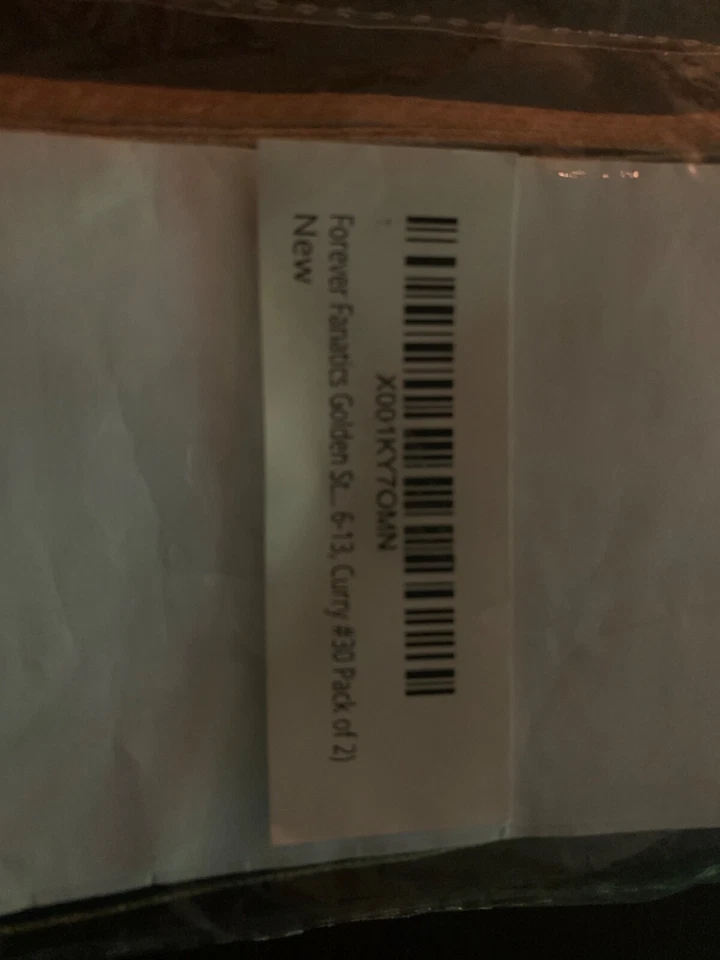 X001KY7OMN
Forever Fanatics Golden St... 6-13, Curry #30 Pack of 2)
New